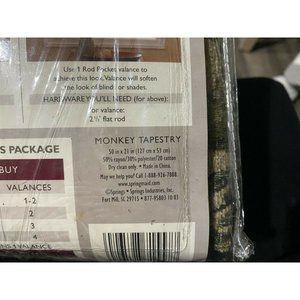 Use 1 Rod Pocket valance to
achieve this look. Valance will soften
the look of blinds or shades.
HARDWARE YOU'LL NEED (for above):
for valance:
2½" flat rod
S PACKAGE
BUY
VALANCES
1-2
2
3
4
1 VALANCE
MONKEY TAPESTRY
50 in x 21 in (127 cm x 53 cm)
50% rayon/30% polyester/20 cotton
Dry clean only. Made in China.
May we help you? Call 1-888-926-7888.
www.springmaid.com
©Springs Industries, Inc.
Fort Mill, SC 29715 • 877-95803 10 03